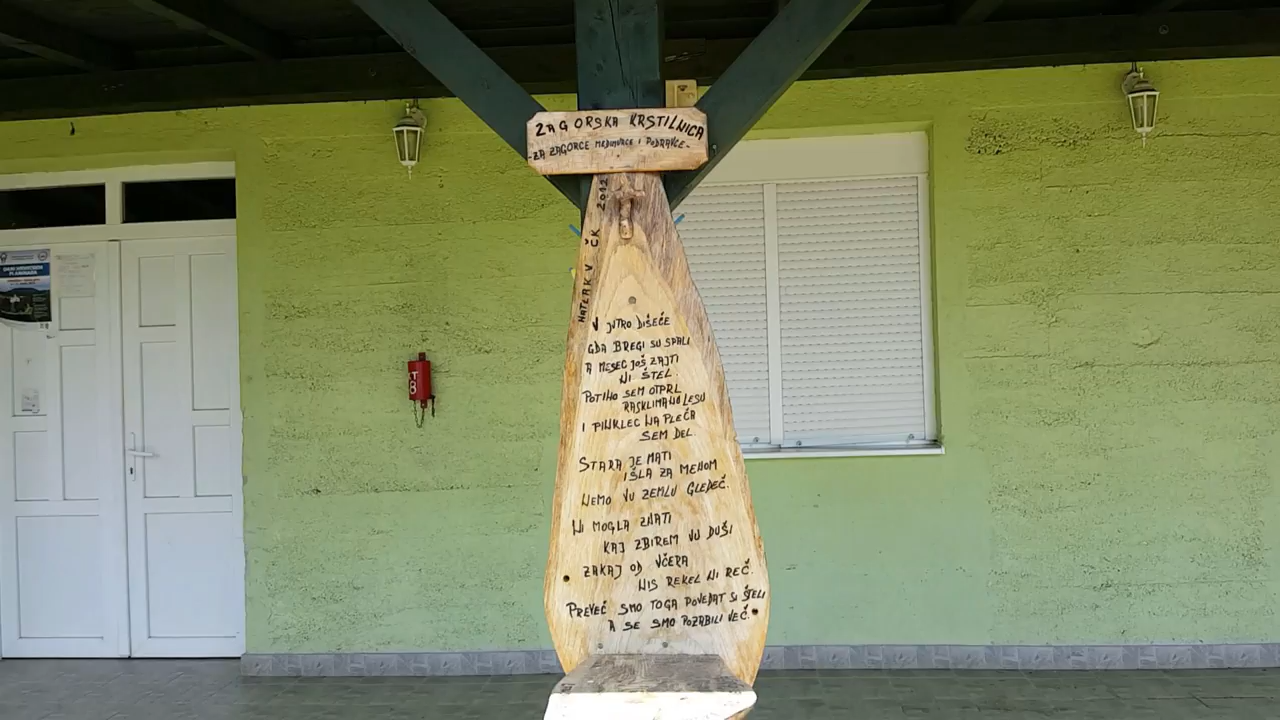 ZAGORSKA KRSTILNICA
-ZA ZAGORCE MEĐIMURCE I PODRAVCE-
HATLAK V ČK 2012
V JUTRO DIŠEČE
GDA BREGI SU SPALI
A MESEC JOŠ ZAJTI
NI ŠTEL.
POTIHO SEM OTPRL
RASKLIMANO LESU
I PINKLEC NA PLEČA
SEM DEL.
STARA JE MATI
IŠLA ZA MENOM
NEMO VU ZEMLU GLEDEČ.
NI MOGLA ZNATI
KAJ ZBIREM VU DUŠI
ZAKAJ OD VČERA
NIS REKEL NI REČ.
PREVEČ SMO TOGA POVEDAT SI ŠTELI
A SE SMO POZABILI VEČ.
T8